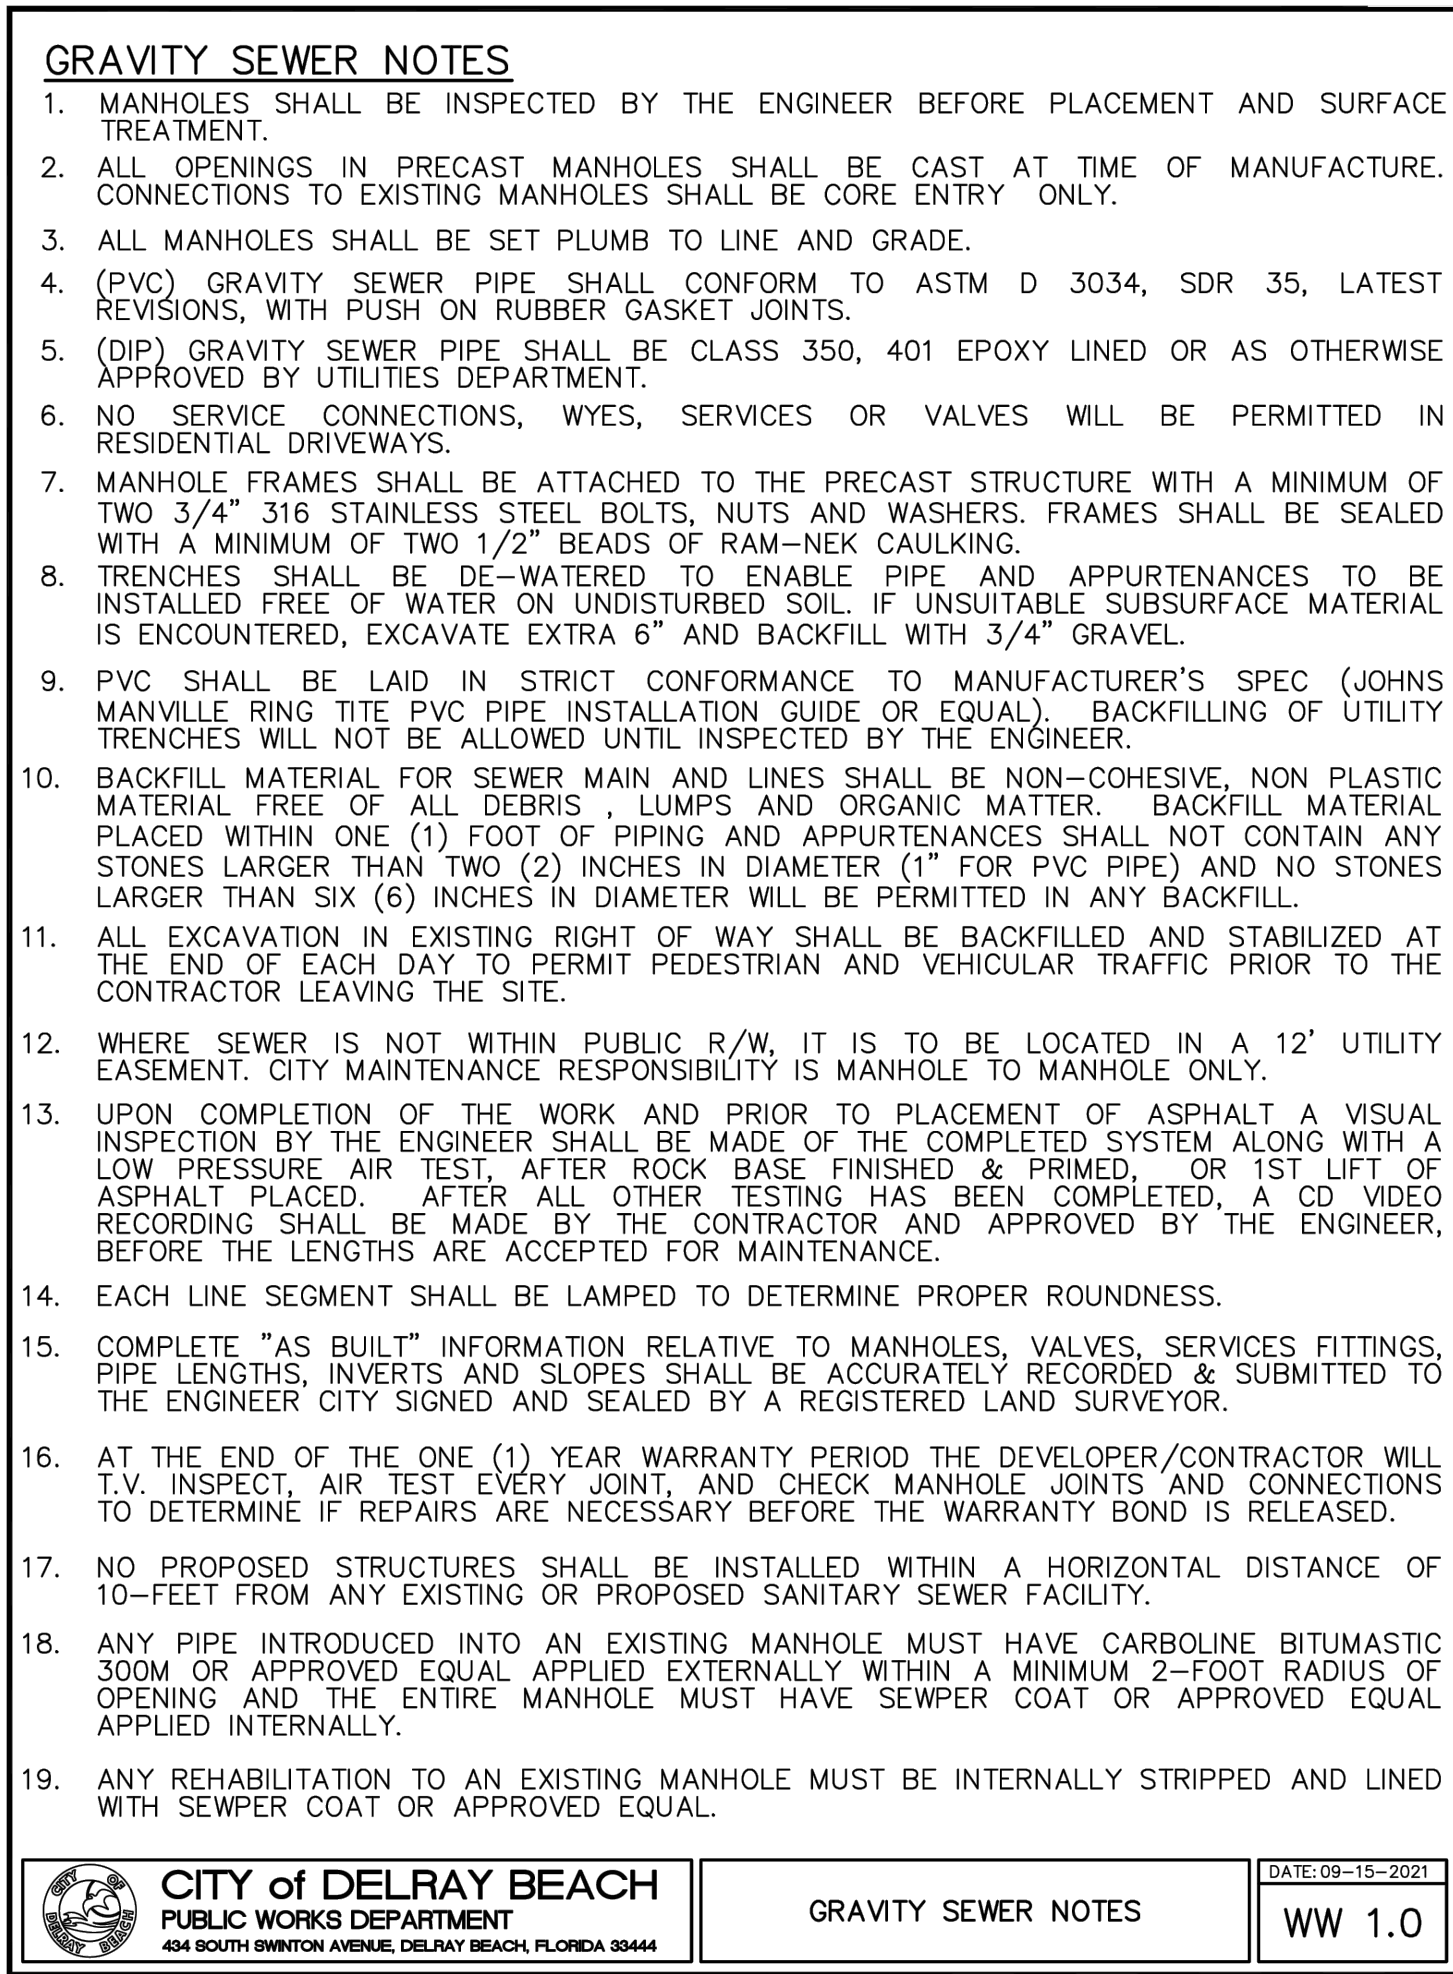 GRAVITY SEWER NOTES
1. MANHOLES SHALL BE INSPECTED BY THE ENGINEER BEFORE PLACEMENT AND SURFACE
TREATMENT.
2. ALL OPENINGS IN PRECAST MANHOLES SHALL BE CAST AT TIME OF MANUFACTURE.
CONNECTIONS TO EXISTING MANHOLES SHALL BE CORE ENTRY ONLY.
3. ALL MANHOLES SHALL BE SET PLUMB TO LINE AND GRADE.
4. (PVC) GRAVITY SEWER PIPE SHALL CONFORM TO ASTM D 3034, SDR 35, LATEST
REVISIONS, WITH PUSH ON RUBBER GASKET JOINTS.
5. (DIP) GRAVITY SEWER PIPE SHALL BE CLASS 350, 401 EPOXY LINED OR AS OTHERWISE
APPROVED BY UTILITIES DEPARTMENT.
6. NO SERVICE CONNECTIONS, WYES, SERVICES OR VALVES WILL BE PERMITTED IN
RESIDENTIAL DRIVEWAYS.
7. MANHOLE FRAMES SHALL BE ATTACHED TO THE PRECAST STRUCTURE WITH A MINIMUM OF
TWO 3/4" 316 STAINLESS STEEL BOLTS, NUTS AND WASHERS. FRAMES SHALL BE SEALED
WITH A MINIMUM OF TWO 1/2" BEADS OF RAM-NEK CAULKING.
8. TRENCHES SHALL BE DE-WATERED TO ENABLE PIPE AND APPURTENANCES TO BE
INSTALLED FREE OF WATER ON UNDISTURBED SOIL. IF UNSUITABLE SUBSURFACE MATERIAL
IS ENCOUNTERED, EXCAVATE EXTRA 6" AND BACKFILL WITH 3/4" GRAVEL.
9. PVC SHALL BE LAID IN STRICT CONFORMANCE TO MANUFACTURER'S SPEC (JOHNS
MANVILLE RING TITE PVC PIPE INSTALLATION GUIDE OR EQUAL). BACKFILLING OF UTILITY
TRENCHES WILL NOT BE ALLOWED UNTIL INSPECTED BY THE ENGINEER.
10. BACKFILL MATERIAL FOR SEWER MAIN AND LINES SHALL BE NON-COHESIVE, NON PLASTIC
MATERIAL FREE OF ALL DEBRIS , LUMPS AND ORGANIC MATTER. BACKFILL MATERIAL
PLACED WITHIN ONE (1) FOOT OF PIPING AND APPURTENANCES SHALL NOT CONTAIN ANY
STONES LARGER THAN TWO (2) INCHES IN DIAMETER (1" FOR PVC PIPE) AND NO STONES
LARGER THAN SIX (6) INCHES IN DIAMETER WILL BE PERMITTED IN ANY BACKFILL.
11. ALL EXCAVATION IN EXISTING RIGHT OF WAY SHALL BE BACKFILLED AND STABILIZED AT
THE END OF EACH DAY TO PERMIT PEDESTRIAN AND VEHICULAR TRAFFIC PRIOR TO THE
CONTRACTOR LEAVING THE SITE.
12. WHERE SEWER IS NOT WITHIN PUBLIC R/W, IT IS TO BE LOCATED IN A 12' UTILITY
EASEMENT. CITY MAINTENANCE RESPONSIBILITY IS MANHOLE TO MANHOLE ONLY.
13. UPON COMPLETION OF THE WORK AND PRIOR TO PLACEMENT OF ASPHALT A VISUAL
INSPECTION BY THE ENGINEER SHALL BE MADE OF THE COMPLETED SYSTEM ALONG WITH A
LOW PRESSURE AIR TEST, AFTER ROCK BASE FINISHED & PRIMED, OR 1ST LIFT OF
ASPHALT PLACED. AFTER ALL OTHER TESTING HAS BEEN COMPLETED, A CD VIDEO
RECORDING SHALL BE MADE BY THE CONTRACTOR AND APPROVED BY THE ENGINEER,
BEFORE THE LENGTHS ARE ACCEPTED FOR MAINTENANCE.
14. EACH LINE SEGMENT SHALL BE LAMPED TO DETERMINE PROPER ROUNDNESS.
15. COMPLETE "AS BUILT" INFORMATION RELATIVE TO MANHOLES, VALVES, SERVICES FITTINGS,
PIPE LENGTHS, INVERTS AND SLOPES SHALL BE ACCURATELY RECORDED & SUBMITTED TO
THE ENGINEER CITY SIGNED AND SEALED BY A REGISTERED LAND SURVEYOR.
16. AT THE END OF THE ONE (1) YEAR WARRANTY PERIOD THE DEVELOPER/CONTRACTOR WILL
T.V. INSPECT, AIR TEST EVERY JOINT, AND CHECK MANHOLE JOINTS AND CONNECTIONS
TO DETERMINE IF REPAIRS ARE NECESSARY BEFORE THE WARRANTY BOND IS RELEASED.
17. NO PROPOSED STRUCTURES SHALL BE INSTALLED WITHIN A HORIZONTAL DISTANCE OF
10-FEET FROM ANY EXISTING OR PROPOSED SANITARY SEWER FACILITY.
18. ANY PIPE INTRODUCED INTO AN EXISTING MANHOLE MUST HAVE CARBOLINE BITUMASTIC
300M OR APPROVED EQUAL APPLIED EXTERNALLY WITHIN A MINIMUM 2-FOOT RADIUS OF
OPENING AND THE ENTIRE MANHOLE MUST HAVE SEWPER COAT OR APPROVED EQUAL
APPLIED INTERNALLY.
19. ANY REHABILITATION TO AN EXISTING MANHOLE MUST BE INTERNALLY STRIPPED AND LINED
WITH SEWPER COAT OR APPROVED EQUAL.
CITY OF DELRAY BEACH
CITY of DELRAY BEACH
PUBLIC WORKS DEPARTMENT
434 SOUTH SWINTON AVENUE, DELRAY BEACH, FLORIDA 33444
GRAVITY SEWER NOTES
DATE: 09-15-2021
WW 1.0